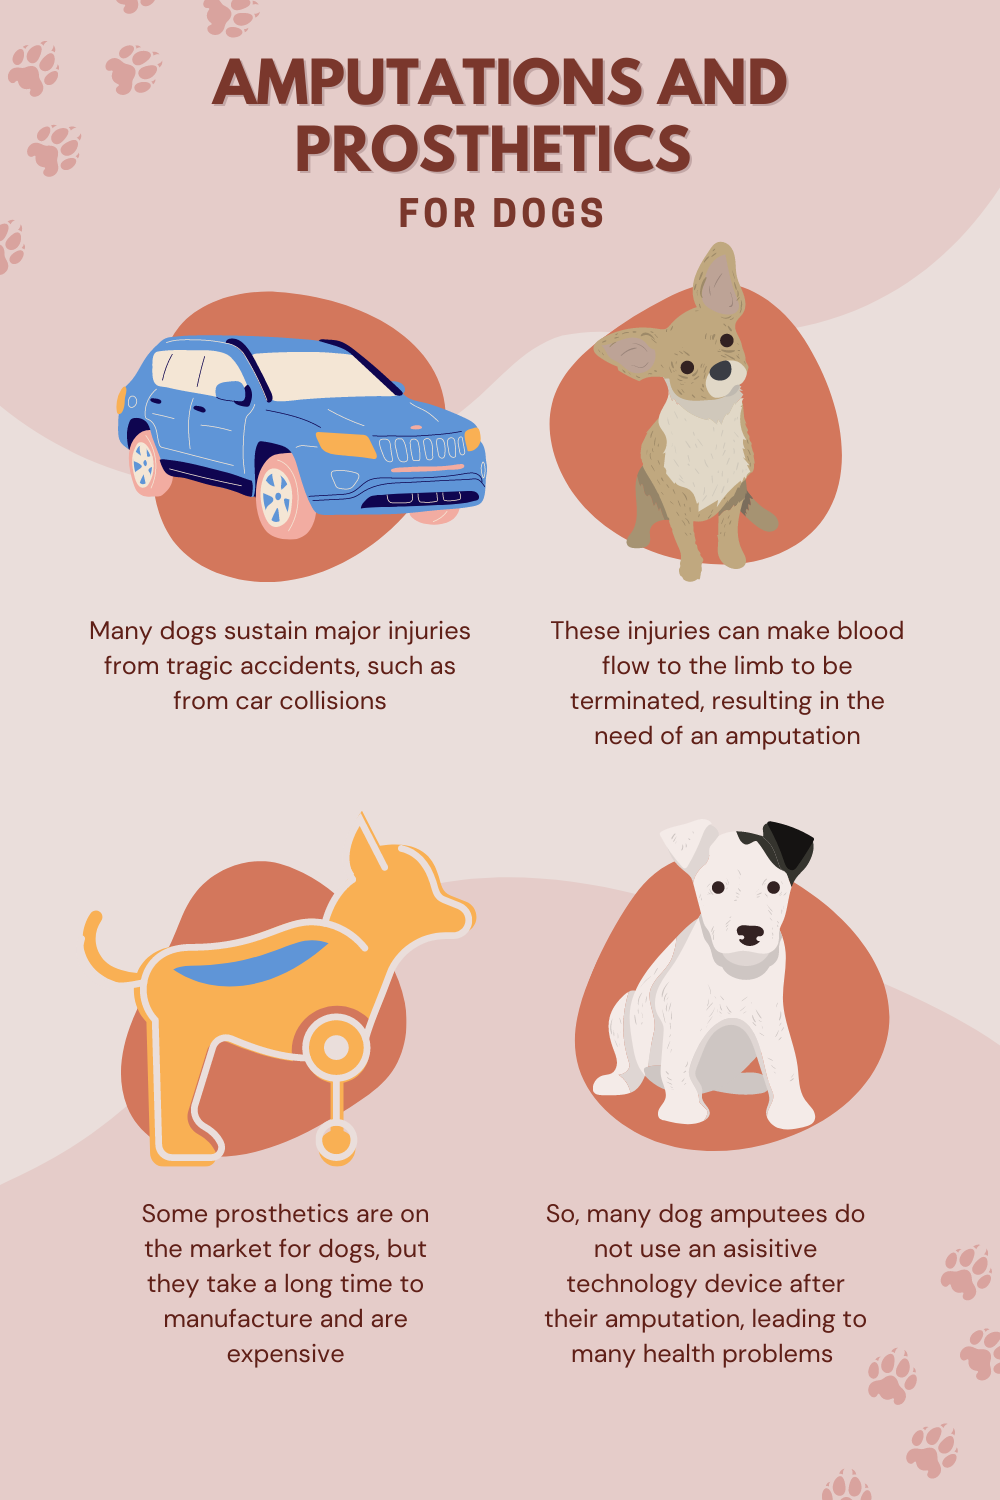 AMPUTATIONS AND
PROSTHETICS
FOR DOGS
Many dogs sustain major injuries
from tragic accidents, such as
from car collisions
These injuries can make blood
flow to the limb to be
terminated, resulting in the
need of an amputation
Some prosthetics are on
the market for dogs, but
they take a long time to
manufacture and are
expensive
So, many dog amputees do
not use an asisitive
technology device after
their amputation, leading to
many health problems